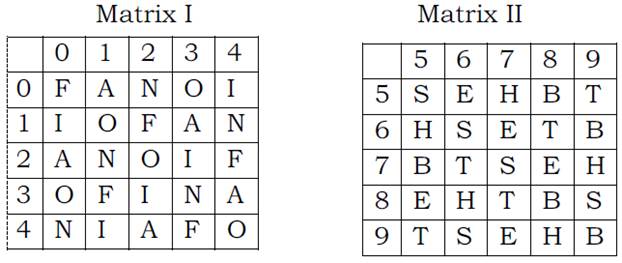 Matrix I Matrix II
0 1 2 3 4 5 6 7 8 9
0 F A N O I 5 S E H B T
1 I O F A N 6 H S E T B
2 A N O I F 7 B T S E H
3 O F I N A 8 E H T B S
4 N I A F O 9 T S E H B